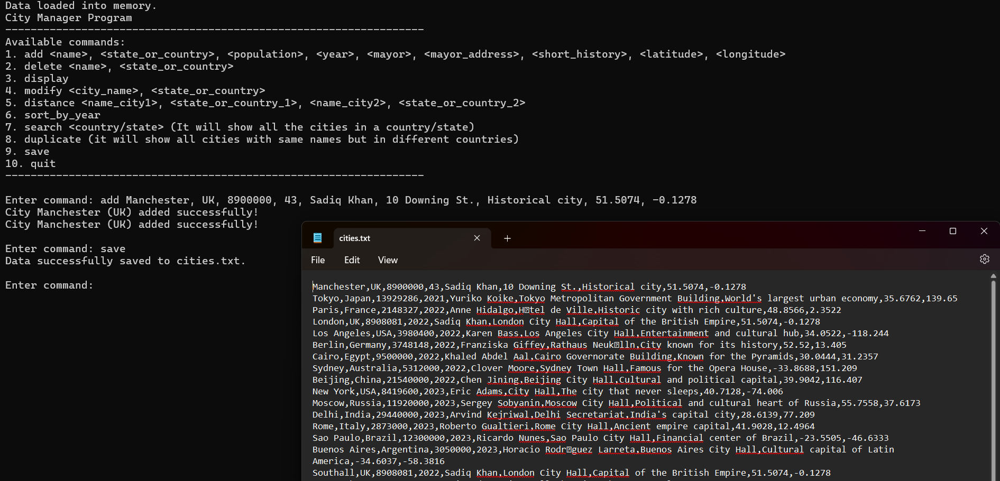 Data loaded into memory.
City Manager Program
------------------------------------------------------------------
Available commands:
1. add <name>, <state_or_country>, <population>, <year>, <mayor>, <mayor_address>, <short_history>, <latitude>, <longitude>
2. delete <name>, <state_or_country>
3. display
4. modify <city_name>, <state_or_country>
5. distance <name_city1>, <state_or_country_1>, <name_city2>, <state_or_country_2>
6. sort_by_year
7. search <country/state> (It will show all the cities in a country/state)
8. duplicate (it will show all cities with same names but in different countries)
9. save
10. quit
------------------------------------------------------------------
Enter command: add Manchester, UK, 8900000, 43, Sadiq Khan, 10 Downing St., Historical city, 51.5074, -0.1278
City Manchester (UK) added successfully!
City Manchester (UK) added successfully!
Enter command: save
Data successfully saved to cities.txt.
Enter command:
cities.txt
File Edit View
Manchester,UK,8900000,43,Sadiq Khan,10 Downing St.,Historical city,51.5074,-0.1278
Tokyo,Japan,13929286,2021,Yuriko Koike,Tokyo Metropolitan Government Building,World's largest urban economy,35.6762,139.65
Paris,France,2148327,2022,Anne Hidalgo,H�tel de Ville,Historic city with rich culture,48.8566,2.3522
London,UK,8908081,2022,Sadiq Khan,London City Hall,Capital of the British Empire,51.5074,-0.1278
Los Angeles,USA,3980400,2022,Karen Bass,Los Angeles City Hall,Entertainment and cultural hub,34.0522,-118.244
Berlin,Germany,3748148,2022,Franziska Giffey,Rathaus Neuk�lln,City known for its history,52.52,13.405
Cairo,Egypt,9500000,2022,Khaled Abdel Aal,Cairo Governorate Building,Known for the Pyramids,30.0444,31.2357
Sydney,Australia,5312000,2022,Clover Moore,Sydney Town Hall,Famous for the Opera House,-33.8688,151.209
Beijing,China,21540000,2022,Chen Jining,Beijing City Hall,Cultural and political capital,39.9042,116.407
New York,USA,8419600,2023,Eric Adams,City Hall,The city that never sleeps,40.7128,-74.006
Moscow,Russia,11920000,2023,Sergey Sobyanin,Moscow City Hall,Political and cultural heart of Russia,55.7558,37.6173
Delhi,India,29440000,2023,Arvind Kejriwal,Delhi Secretariat,India's capital city,28.6139,77.209
Rome,Italy,2873000,2023,Roberto Gualtieri,Rome City Hall,Ancient empire capital,41.9028,12.4964
Sao Paulo,Brazil,12300000,2023,Ricardo Nunes,Sao Paulo City Hall,Financial center of Brazil,-23.5505,-46.6333
Buenos Aires,Argentina,3050000,2023,Horacio Rodr�guez Larreta,Buenos Aires City Hall,Cultural capital of Latin
America,-34.6037,-58.3816
Southall,UK,8908081,2022,Sadiq Khan,London City Hall,Capital of the British Empire,51.5074,-0.1278